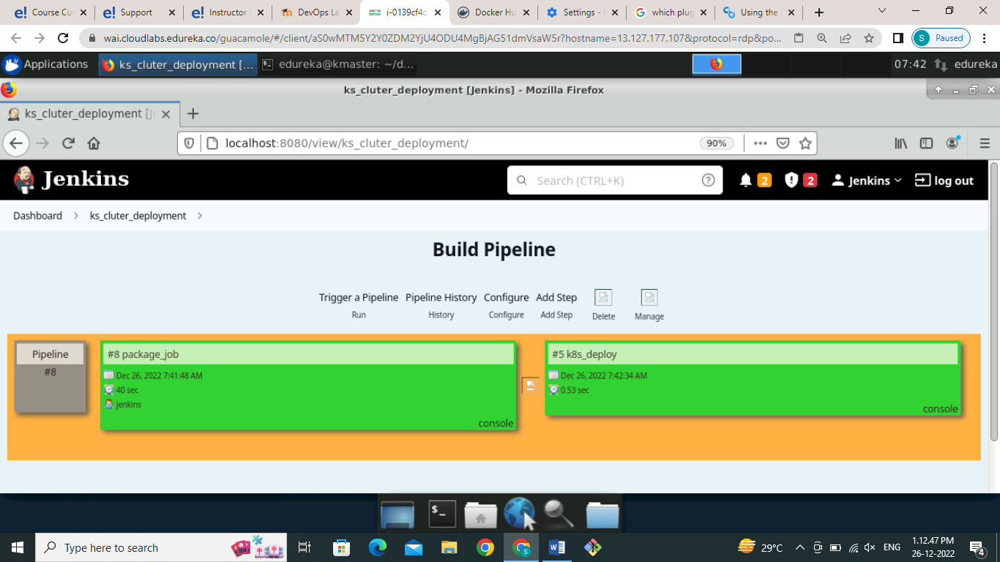 Course Cur
Support
Instructor
DevOps La
i-0139cf4d
Docker Hu
Settings -
which plug
Using the
wai.cloudlabs.edureka.co/guacamole/#/client/aS0wMTM5Y2Y0ZDM2YjU4ODU4MgBjAG51dmVsaW5r?hostname=13.127.177.107&protocol=rdp&po...
S
Paused
Applications
ks_cluter_deployment [...
edureka@kmaster: ~/d...
07:42
edureka
ks_cluter_deployment [Jenkins] - Mozilla Firefox
ks_cluter_deployment [Je
localhost:8080/view/ks_cluter_deployment/
90%
Jenkins
Search (CTRL+K)
2
2
Jenkins
log out
Dashboard
ks_cluter_deployment
Build Pipeline
Trigger a Pipeline
Pipeline History
Configure
Add Step
Run
History
Configure
Add Step
Delete
Manage
Pipeline
#8
#8 package_job
Dec 26, 2022 7:41:48 AM
40 sec
jenkins
console
#5 k8s_deploy
Dec 26, 2022 7:42:34 AM
0.53 sec
console
Type here to search
29°C
ENG
1.12.47 PM
26-12-2022
4